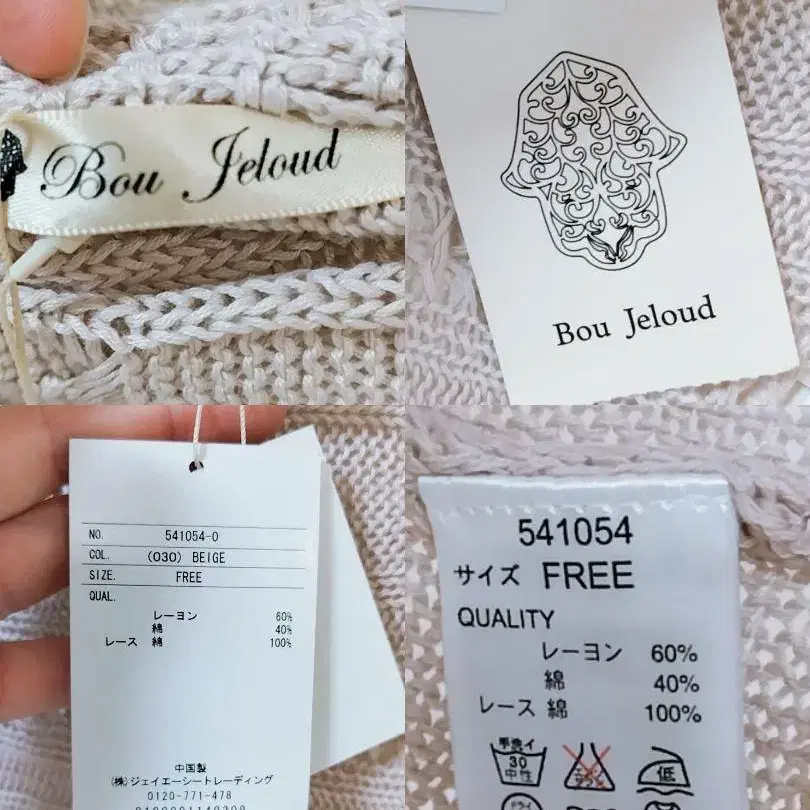 Bou Jeloud
Bou Jeloud
NO. 541054-0
COL. (030) BEIGE
SIZE. FREE
QUAL.
レーヨン 60%
綿 40%
レース 綿 100%
中国製
(株)ジェイエーシートレーディング
0120-771-478
541054
サイズ FREE
QUALITY
レーヨン 60%
綿 40%
レース 綿 100%
手洗イ
30
中性
低